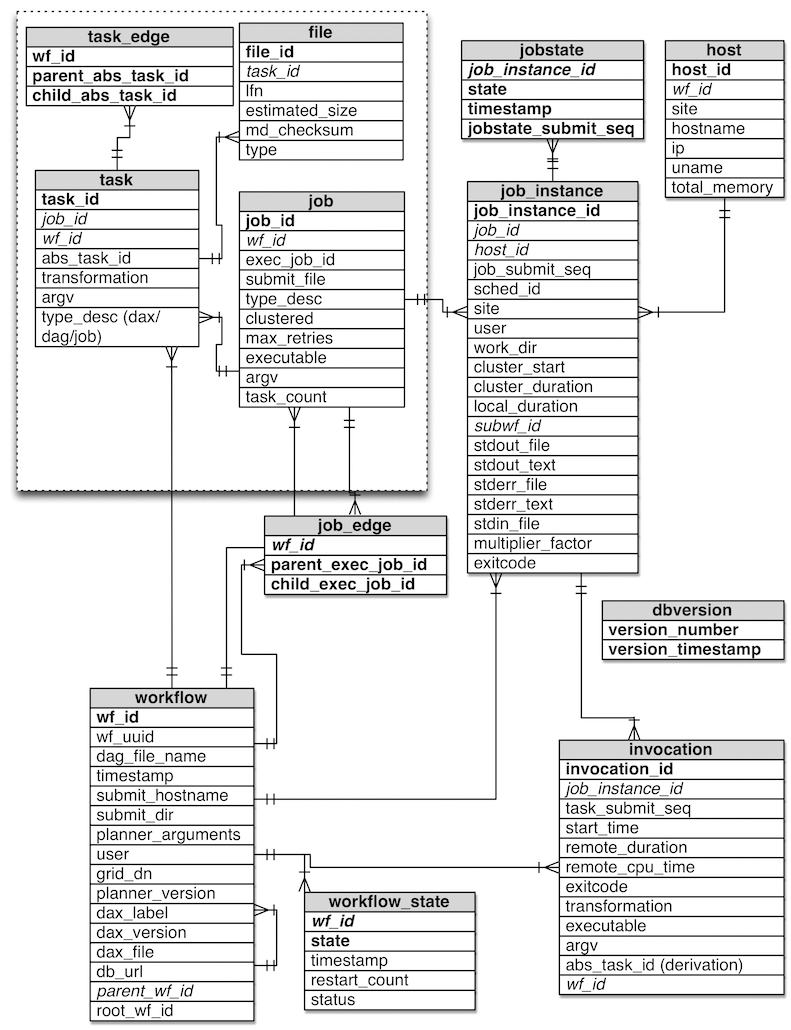 task_edge
wf_id
parent_abs_task_id
child_abs_task_id
file
file_id
task_id
lfn
estimated_size
md_checksum
type
jobstate
job_instance_id
state
timestamp
jobstate_submit_seq
host
host_id
wf_id
site
hostname
ip
uname
total_memory
task
task_id
job_id
wf_id
abs_task_id
transformation
argv
type_desc (dax/
dag/job)
job
job_id
wf_id
exec_job_id
submit_file
type_desc
clustered
max_retries
executable
argv
task_count
job_instance
job_instance_id
job_id
host_id
job_submit_seq
sched_id
site
user
work_dir
cluster_start
cluster_duration
local_duration
subwf_id
stdout_file
stdout_text
stderr_file
stderr_text
stdin_file
multiplier_factor
exitcode
job_edge
wf_id
parent_exec_job_id
child_exec_job_id
dbversion
version_number
version_timestamp
workflow
wf_id
wf_uuid
dag_file_name
timestamp
submit_hostname
submit_dir
planner_arguments
user
grid_dn
planner_version
dax_label
dax_version
dax_file
db_url
parent_wf_id
root_wf_id
workflow_state
wf_id
state
timestamp
restart_count
status
invocation
invocation_id
job_instance_id
task_submit_seq
start_time
remote_duration
remote_cpu_time
exitcode
transformation
executable
argv
abs_task_id (derivation)
wf_id